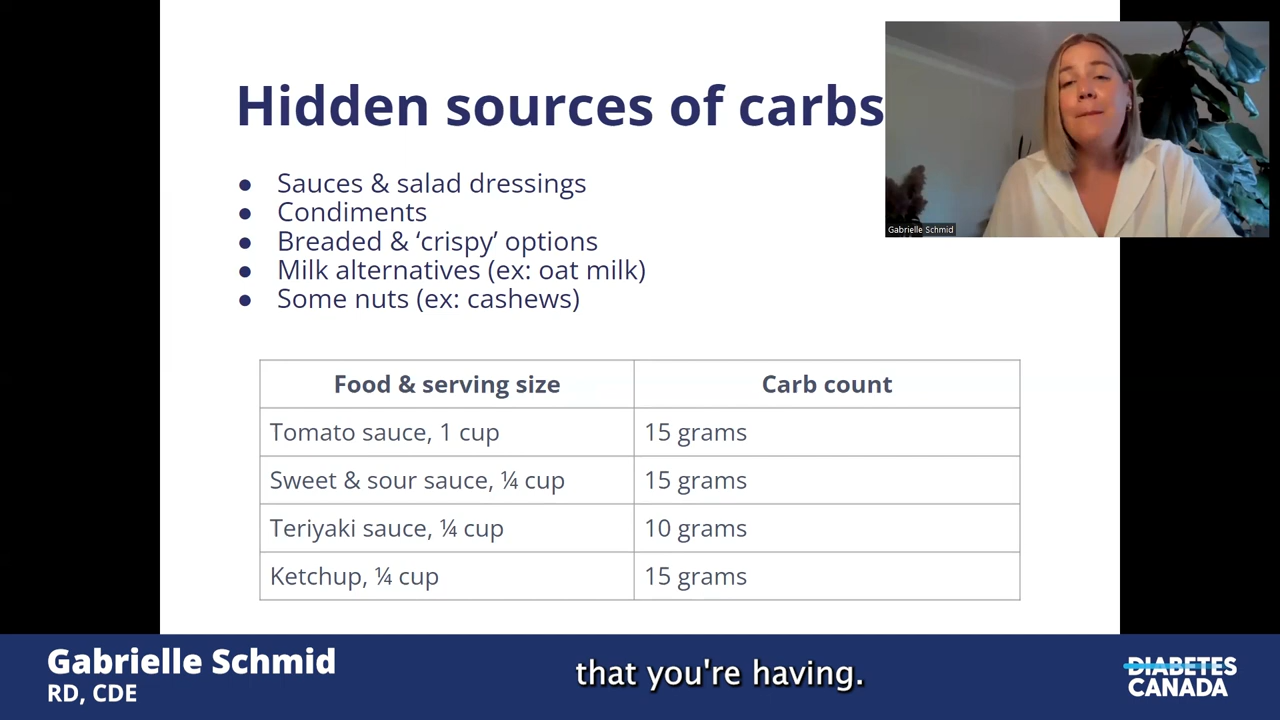 Hidden sources of carbs
● Sauces & salad dressings
● Condiments
● Breaded & ‘crispy’ options
● Milk alternatives (ex: oat milk)
● Some nuts (ex: cashews)
Gabrielle Schmid
Food & serving size Carb count
Tomato sauce, 1 cup 15 grams
Sweet & sour sauce, ¼ cup 15 grams
Teriyaki sauce, ¼ cup 10 grams
Ketchup, ¼ cup 15 grams
Gabrielle Schmid
RD, CDE
that you're having.
DIABETES
CANADA